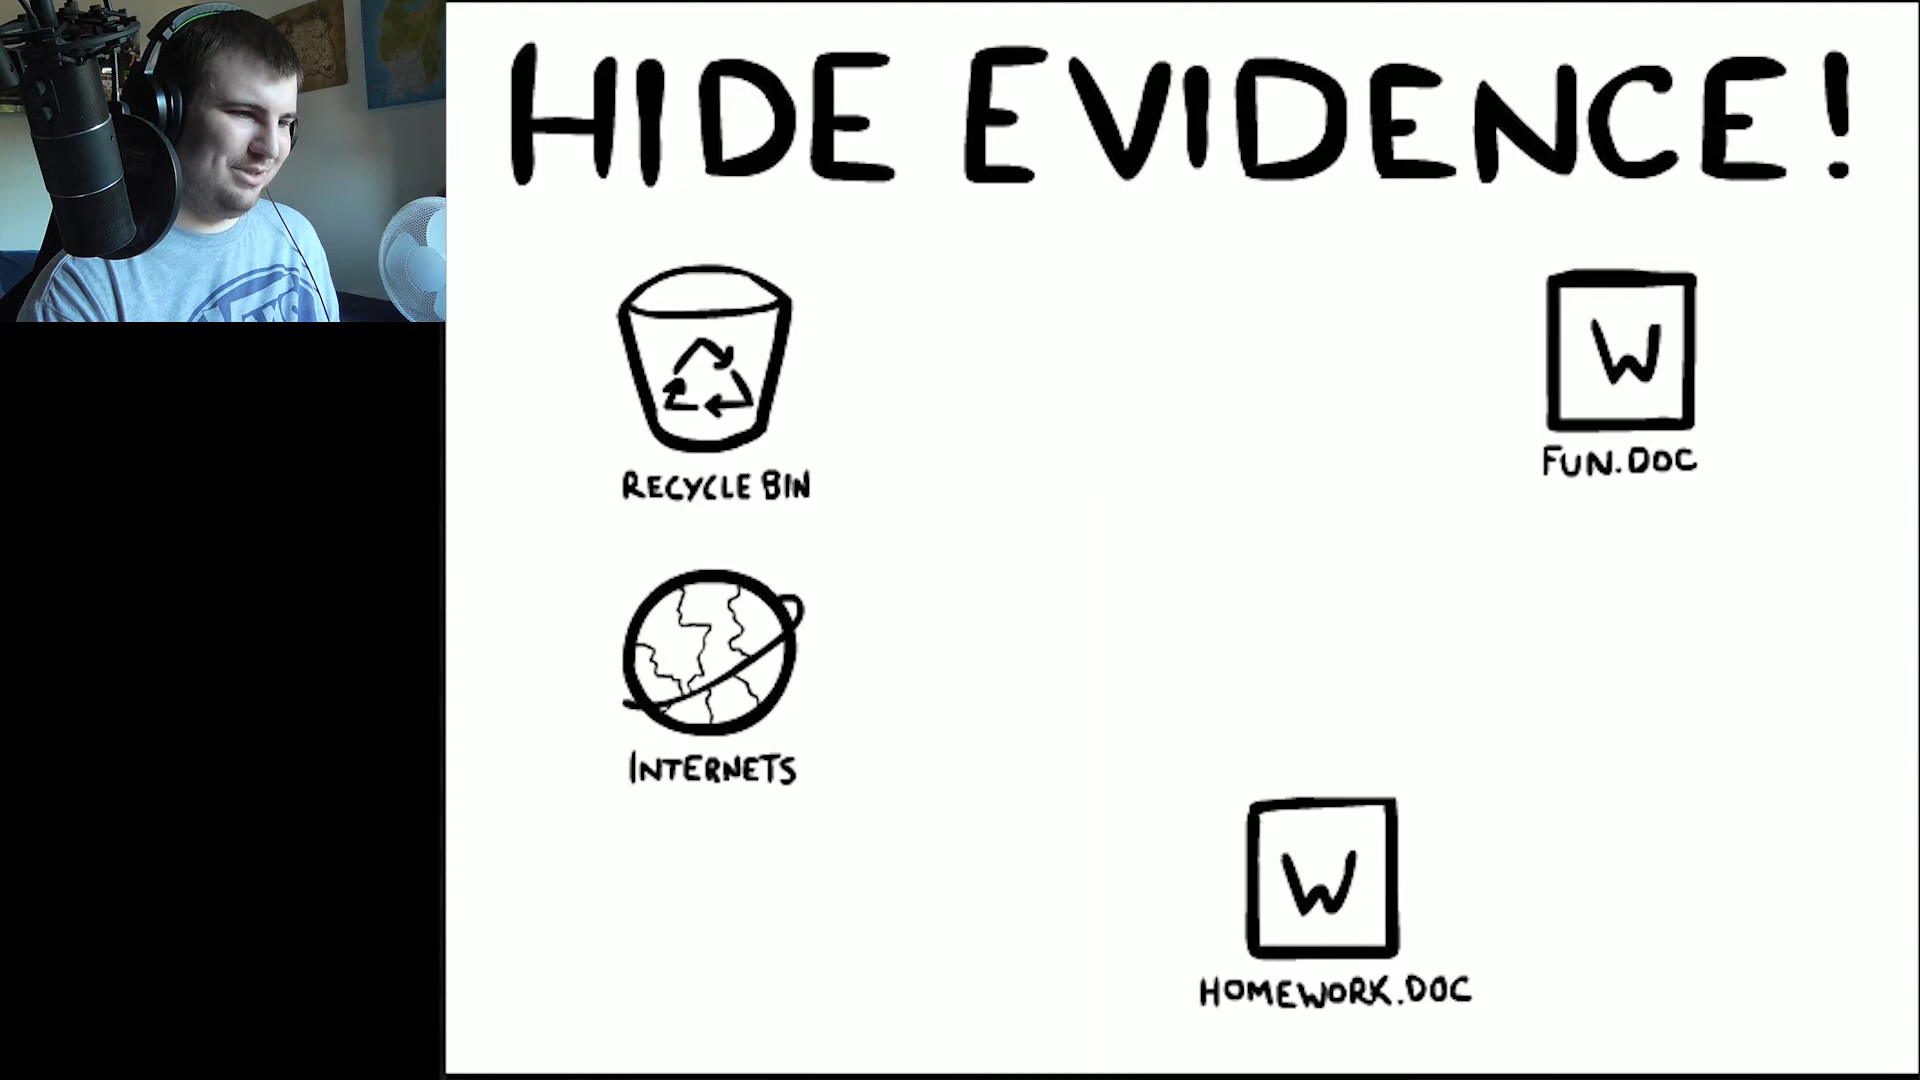 HIDE EVIDENCE!
W
FUN.DOC
RECYCLE BIN
INTERNETS
W
HOMEWORK.DOC